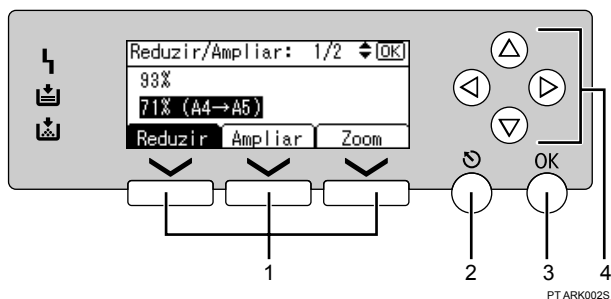 Reduzir/Ampliar: 1/2 OK
93%
71% (A4→A5)
Reduzir Ampliar Zoom
OK
1 2 3 4
PT ARK002S